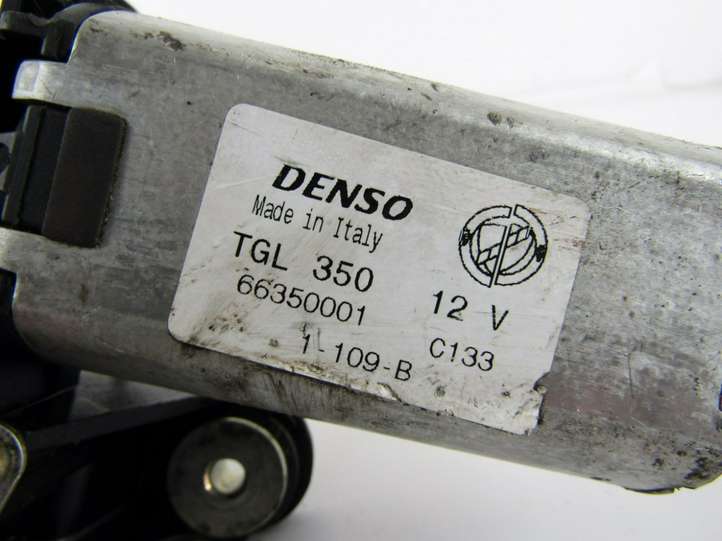 DENSO
Made in Italy
TGL 350
66350001
12 V
1-109-B
C133